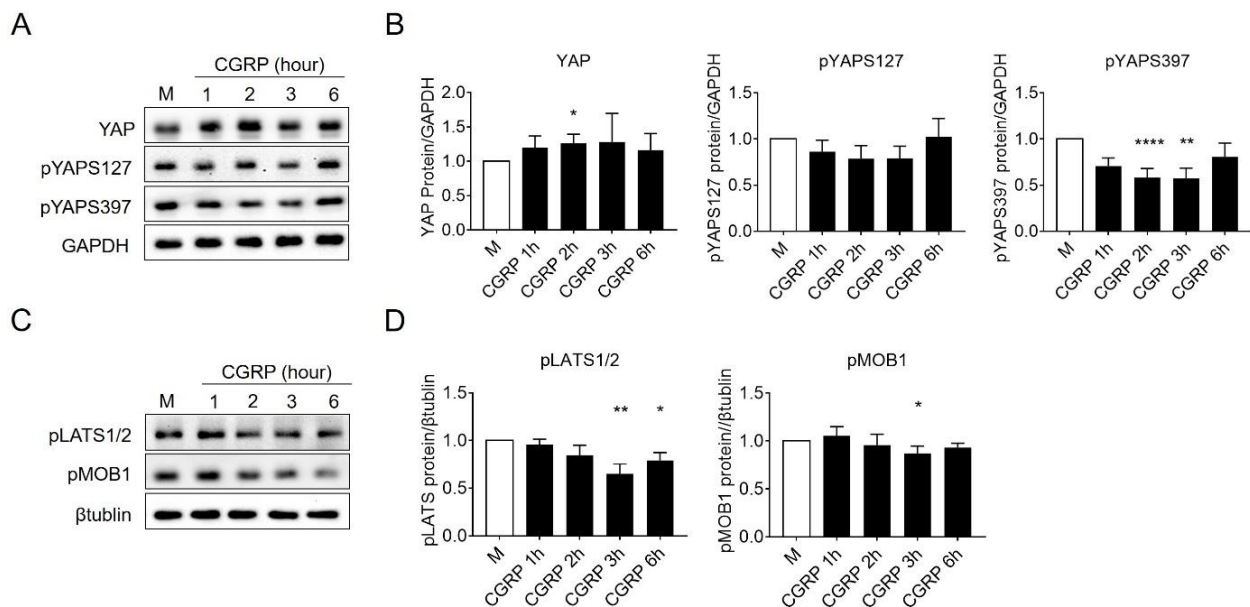 A
CGRP (hour)
M 1 2 3 6
YAP
pYAPS127
pYAPS397
GAPDH
B
YAP
YAP Protein/GAPDH
2.0
1.5
1.0
0.5
0.0
*
M
CGRP 1h
CGRP 2h
CGRP 3h
CGRP 6h
pYAPS127
pYAPS127 protein/GAPDH
1.5
1.0
0.5
0.0
M
CGRP 1h
CGRP 2h
CGRP 3h
CGRP 6h
pYAPS397
pYAPS397 protein/GAPDH
1.5
1.0
0.5
0.0
**** **
M
CGRP 1h
CGRP 2h
CGRP 3h
CGRP 6h
C
CGRP (hour)
M 1 2 3 6
pLATS1/2
pMOB1
βtublin
D
pLATS1/2
pLATS protein/βtublin
1.5
1.0
0.5
0.0
** *
M
CGRP 1h
CGRP 2h
CGRP 3h
CGRP 6h
pMOB1
pMOB1 protein//βtublin
1.5
1.0
0.5
0.0
*
M
CGRP 1h
CGRP 2h
CGRP 3h
CGRP 6h